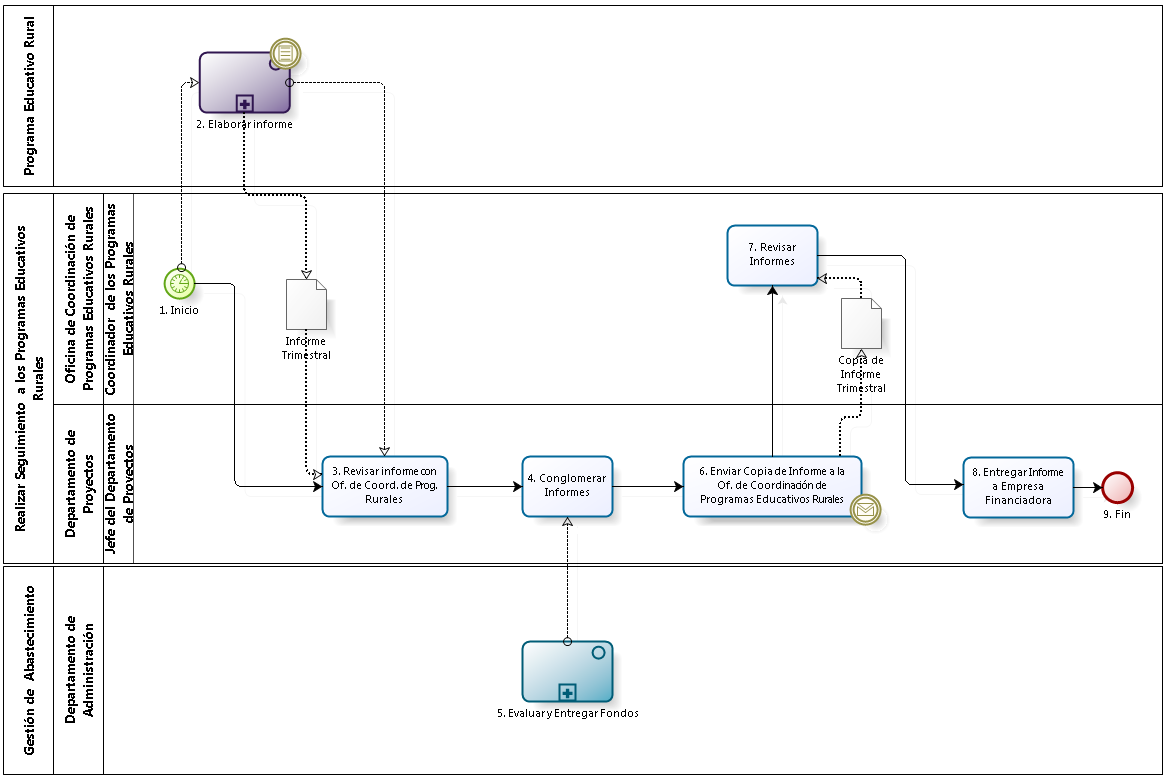 Programa Educativo Rural
2. Elaborar informe
Realizar Seguimiento a los Programas Educativos
Rurales
Oficina de Coordinación de
Programas Educativos Rurales
Coordinador de los Programas
Educativos Rurales
1. Inicio
Informe
Trimestral
7. Revisar
Informes
Copia de
Informe
Trimestral
Departamento de
Proyectos
Jefe del Departamento
de Proyectos
3. Revisar informe con
Of. de Coord. de Prog.
Rurales
4. Conglomerar
Informes
6. Enviar Copia de Informe a la
Of. de Coordinación de
Programas Educativos Rurales
8. Entregar Informe
a Empresa
Financiadora
9. Fin
Gestión de Abastecimiento
Departamento de
Administración
5. Evaluar y Entregar Fondos